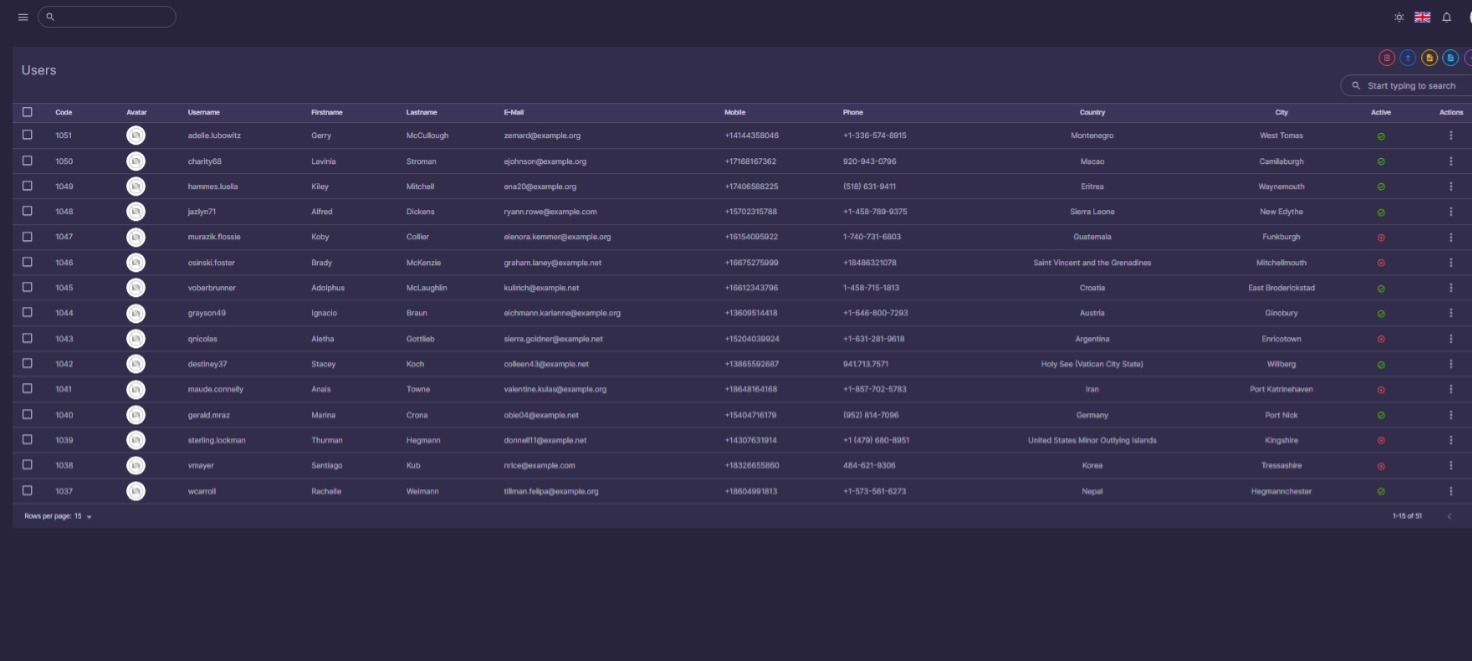 Users
Start typing to search
Code Avatar Username Firstname Lastname E-Mail Mobile Phone Country City Active Actions
1051 adelle.lubowitz Gerry McCullough zemard@example.org +14144358046 +1-336-574-8915 Montenegro West Tomas
1050 charity68 Lavinia Stroman ejohnson@example.org +17168167362 920-943-0796 Macao Camilaburgh
1049 hammes.luella Kiley Mitchell ena20@example.org +17406588225 (518) 631-9411 Eritrea Waynemouth
1048 jazlyn71 Alfred Dickens ryann.rowe@example.com +15702315788 +1-458-789-9375 Sierra Leone New Edythe
1047 murazik.flossie Koby Collier elenora.kemmer@example.org +16154095922 1-740-731-6803 Guatemala Funkburgh
1046 osinski.foster Brady McKenzie graham.laney@example.net +16675275999 +18486321078 Saint Vincent and the Grenadines Mitchellmouth
1045 voberbrunner Adolphus McLaughlin kullrich@example.net +16612343796 1-458-715-1813 Croatia East Broderickstad
1044 grayson49 Ignacio Braun eichmann.karianne@example.org +13609514418 +1-646-800-7293 Austria Ginobury
1043 qnicolas Aletha Gottlieb sierra.goldner@example.net +15204039924 +1-631-281-9618 Argentina Enricotown
1042 destiney37 Stacey Koch colleen43@example.net +13865592687 941.713.7571 Holy See (Vatican City State) Willberg
1041 maude.connelly Anais Towne valentine.kulas@example.org +18648164168 +1-857-702-5783 Iran Port Katrinehaven
1040 gerald.mraz Marina Crona obie04@example.net +15404716179 (952) 814-7096 Germany Port Nick
1039 sterling.lockman Thurman Hegmann donnell11@example.net +14307631914 +1 (479) 680-8951 United States Minor Outlying Islands Kingshire
1038 vmayer Santiago Kub nrice@example.com +18326655860 484-621-9306 Korea Tressashire
1037 wcarroll Rachelle Weimann tillman.felipa@example.org +18604991813 +1-573-561-6273 Nepal Hegmannchester
Rows per page: 15 1-15 of 51